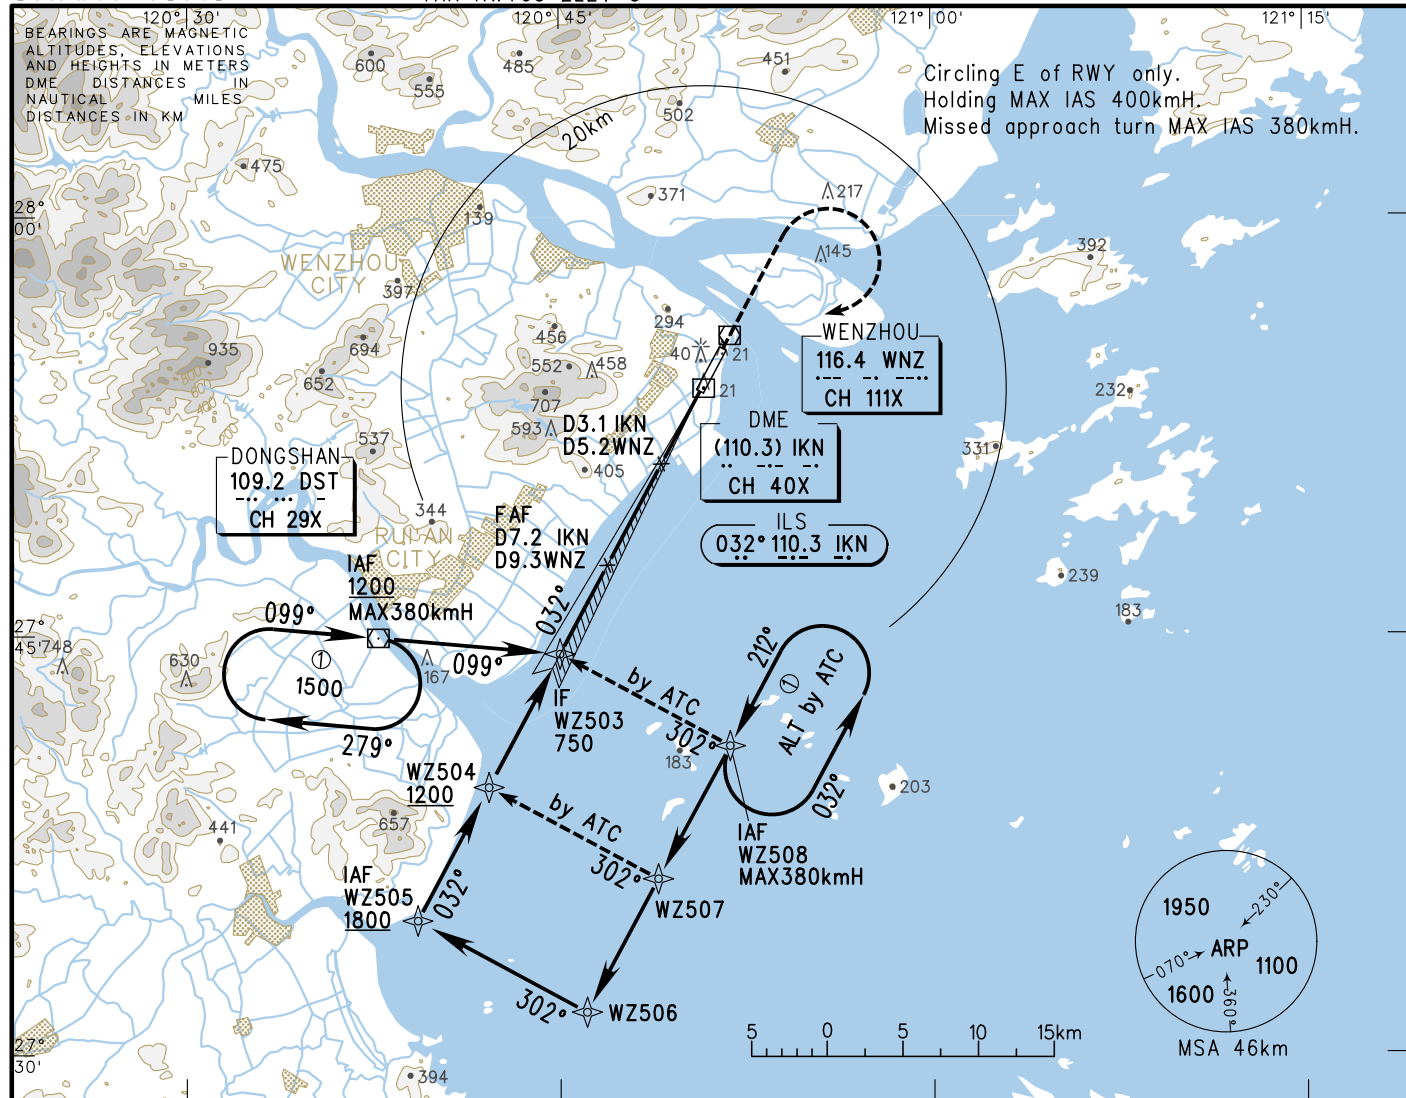 120° 30'
120° 45'
121° 00'
121° 15'
BEARINGS ARE MAGNETIC
ALTITUDES, ELEVATIONS
AND HEIGHTS IN METERS
DME DISTANCES IN
NAUTICAL MILES
DISTANCES IN KM
Circling E of RWY only.
Holding MAX IAS 400kmH.
Missed approach turn MAX IAS 380kmH.
600
485
555
451
502
20km
475
371
217
139
28°
00'
145
392
WENZHOU
CITY
397
294
456
694
935
552
458
40
21
652
707
21
593
WENZHOU
116.4 WNZ
CH 111X
232
D3.1 IKN
D5.2WNZ
DME
(110.3) IKN
CH 40X
537
405
331
DONGSHAN
109.2 DST
CH 29X
344
RUIAN
CITY
FAF
D7.2 IKN
D9.3WNZ
ILS
032° 110.3 IKN
IAF
1200
MAX380kmH
239
183
099°
032°
27°
45'
748
630
1
1500
167
099°
279°
212°
by ATC
302°
1
ALT by ATC
032°
IF
WZ503
750
183
203
WZ504
1200
by ATC
302°
657
441
IAF
WZ508
MAX380kmH
IAF
WZ505
1800
032°
WZ507
302°
WZ506
1950
230°
ARP
070°
1100
1600
360°
MSA 46km
5 0 5 10 15km
27°
30'
394